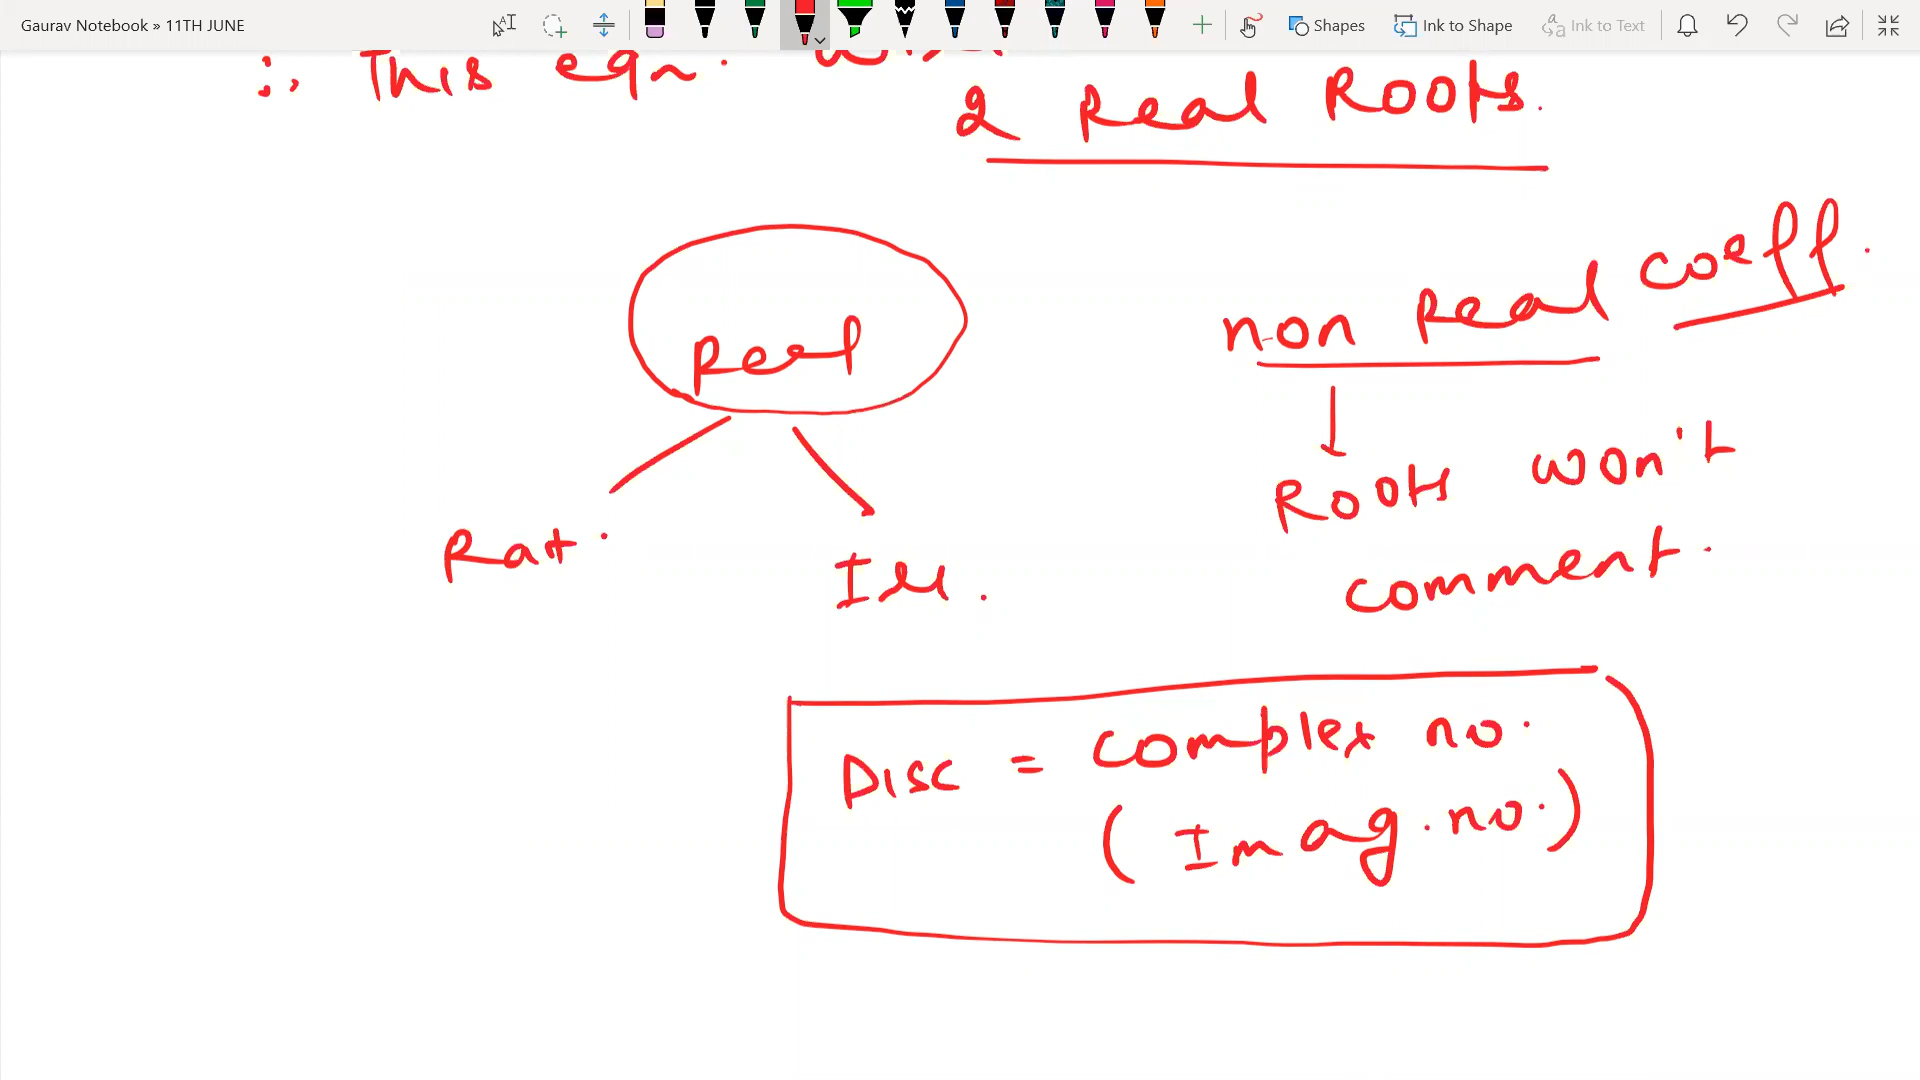 Gaurav Notebook » 11TH JUNE
Shapes
Ink to Shape
Ink to Text
∴ This eqn.
2 Real Roots.
Real
Rat.
Irr.
non Real coeff.
Roots won't
comment.
Disc = complex no.
(Imag. no.)